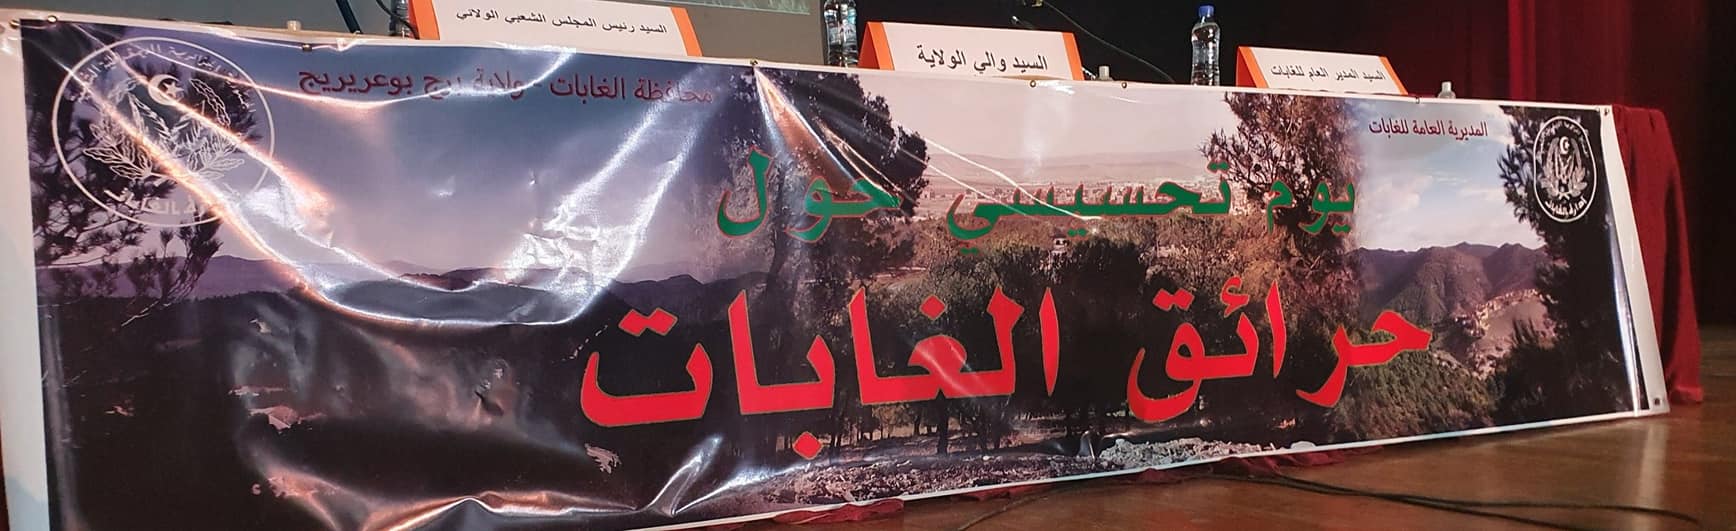 السيد رئيس المجلس الشعبي الولائي
السيد والي الولاية
السيد المدير العام للغابات
المديرية العامة للغابات
محافظة الغابات - ولاية برج بوعريريج
يوم تحسيسي حول
حرائق الغابات